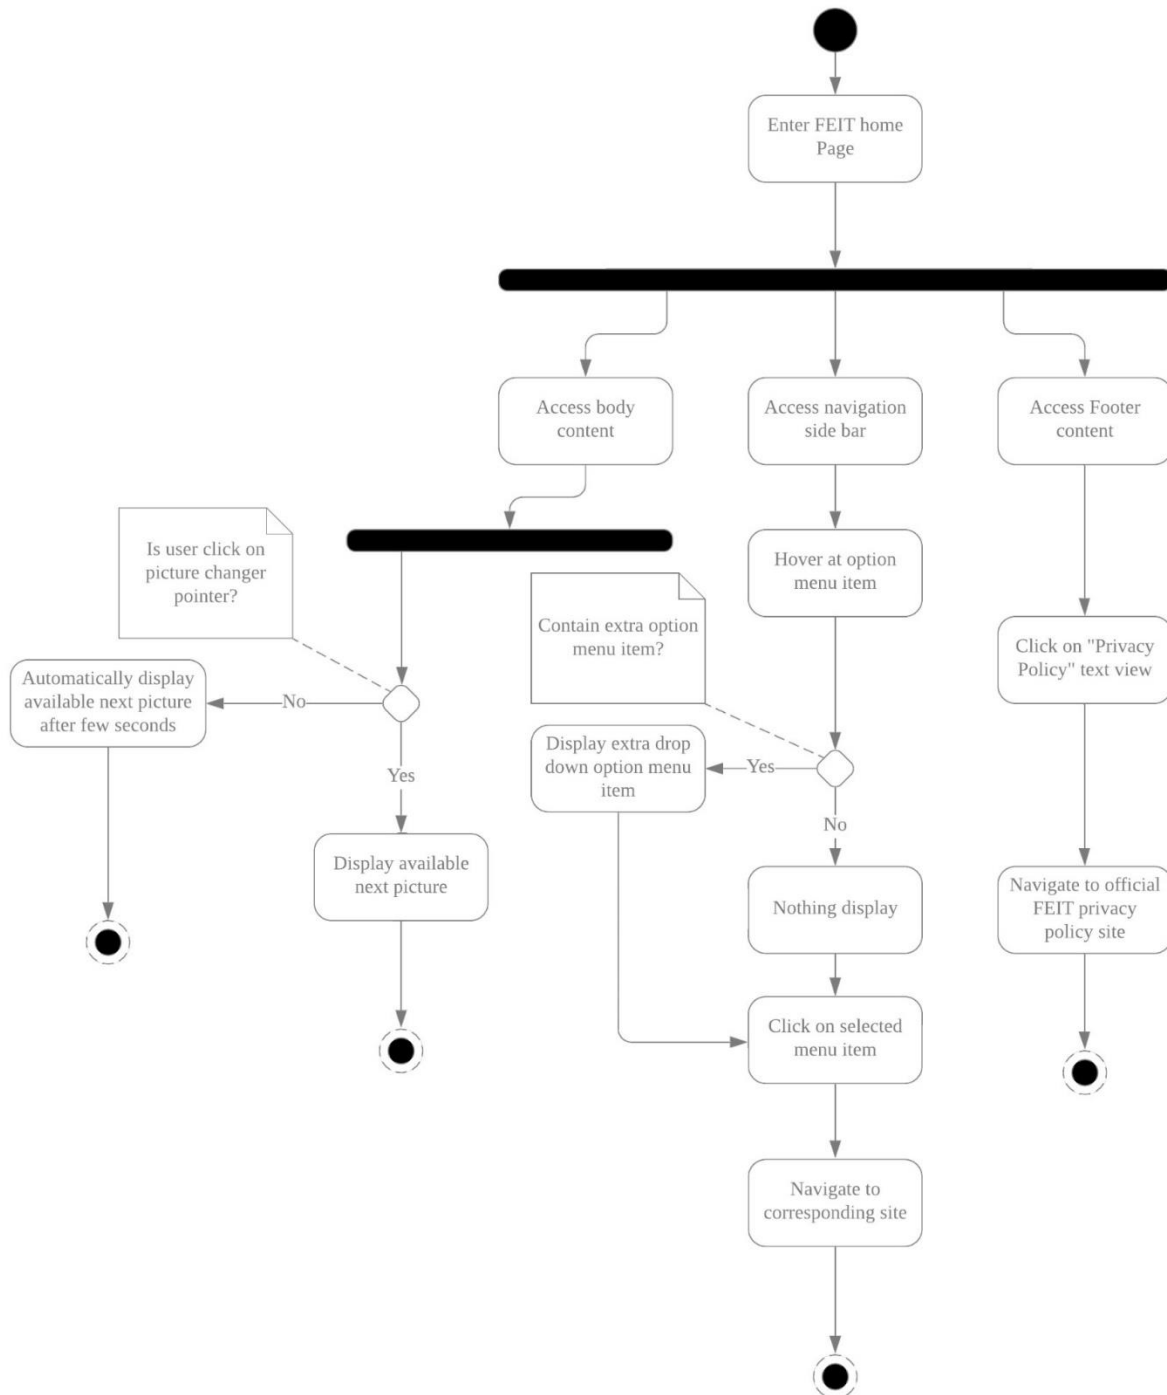 Enter FEIT home
Page
Access body
content
Access navigation
side bar
Access Footer
content
Is user click on
picture changer
pointer?
Hover at option
menu item
Contain extra option
menu item?
Click on "Privacy
Policy" text view
Automatically display
available next picture
after few seconds
No
Yes
Display extra drop
down option menu
item
Yes
No
Display available
next picture
Nothing display
Navigate to official
FEIT privacy
policy site
Click on selected
menu item
Navigate to
corresponding site